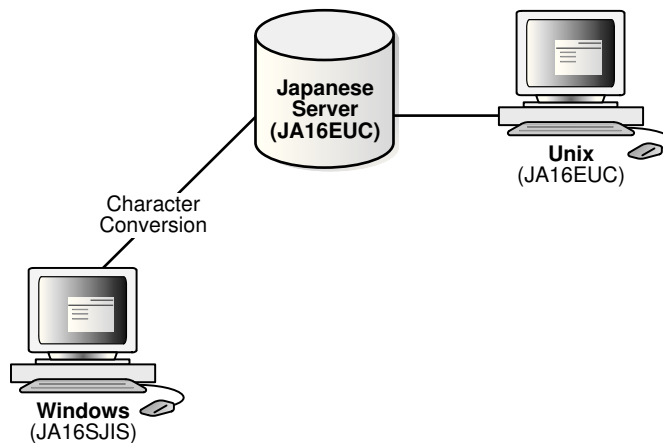 Japanese
Server
(JA16EUC)
Unix
(JA16EUC)
Character
Conversion
Windows
(JA16SJIS)